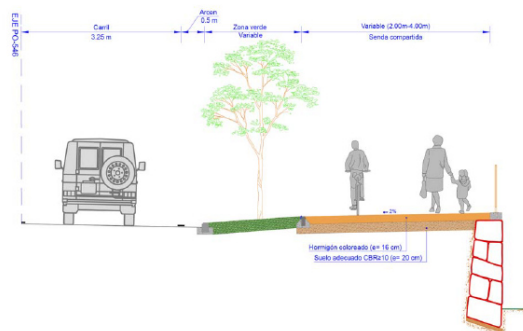 EJE PO-546
Carril
3.25 m
Arcen
0.5 m
Zona verde
Variable
Variable (2.00m-4.00m)
Senda compartida
2%
Hormigón coloreado (e= 16 cm)
Suelo adecuado CBR≥10 (e= 20 cm)